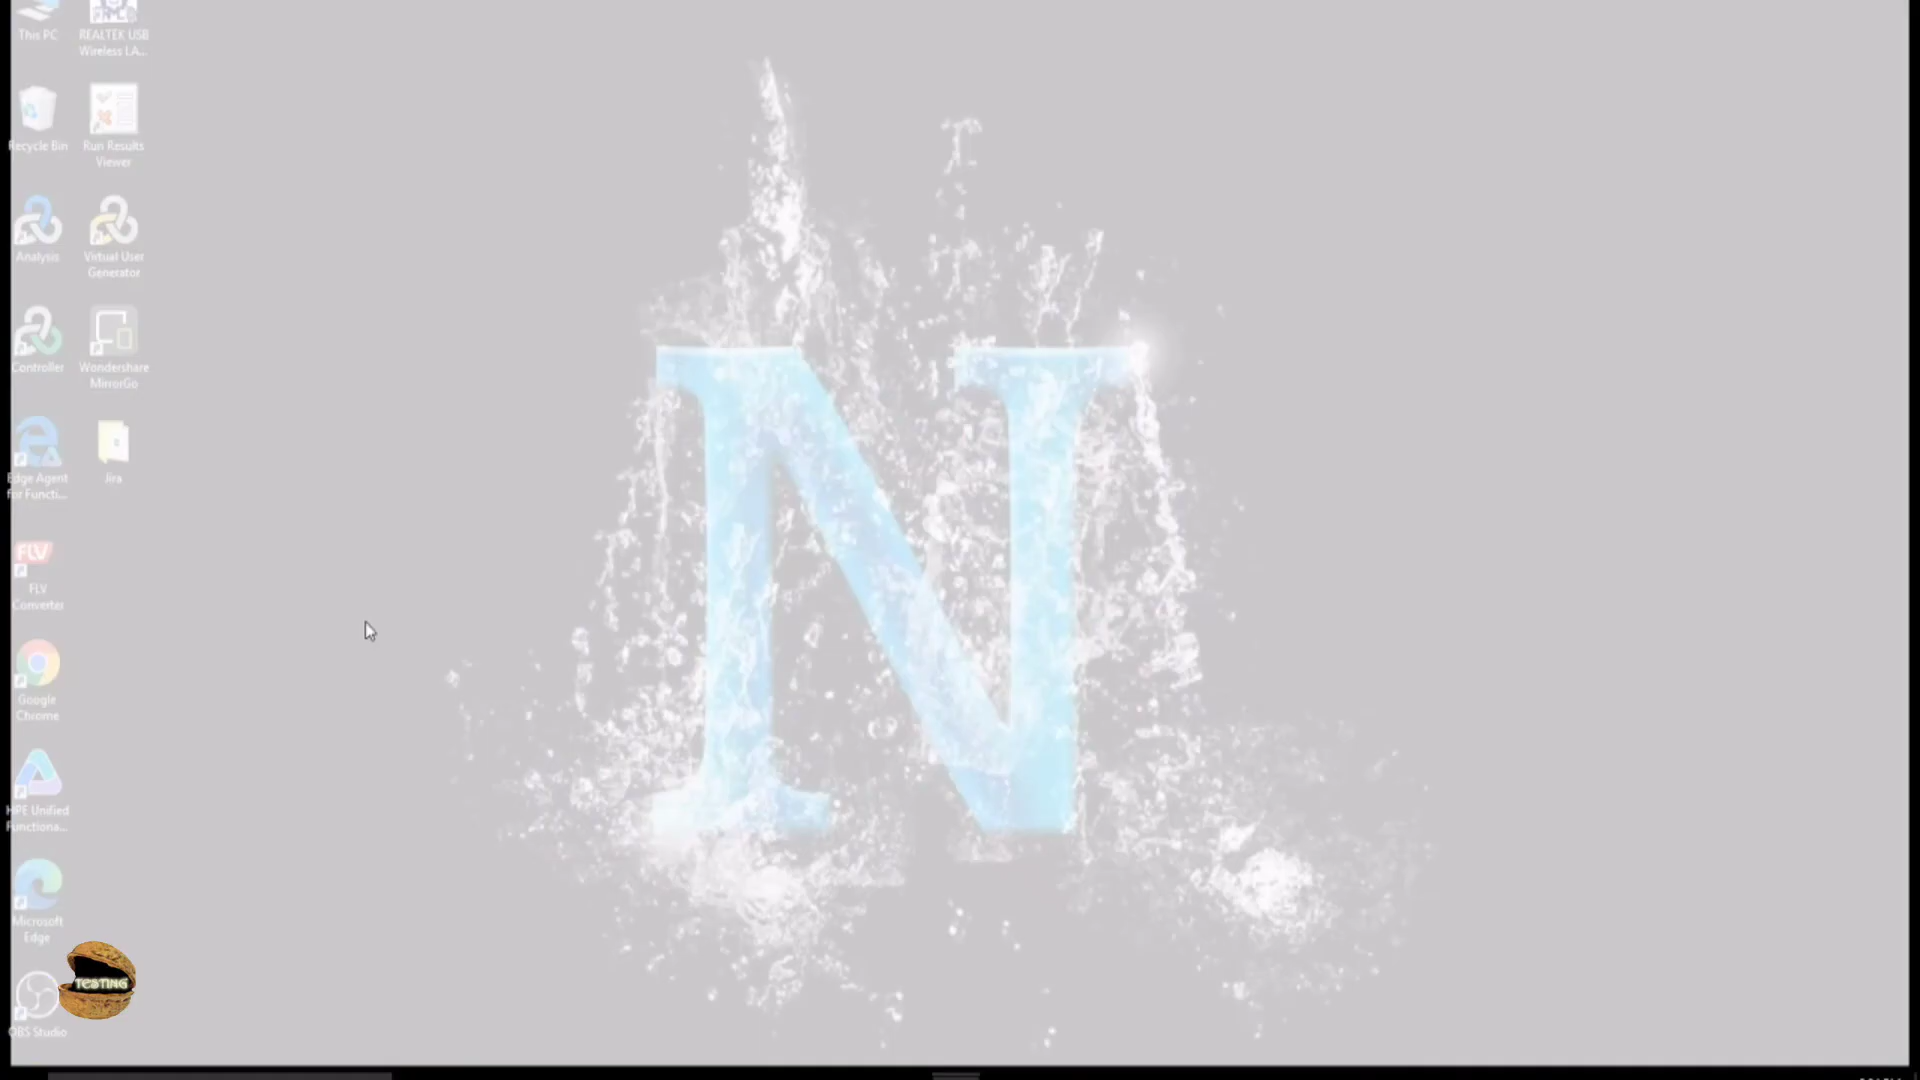 This PC
REALTEK USB
Wireless LA...
Recycle Bin
Run Results
Viewer
Analysis
Virtual User
Generator
Controller
Wondershare
MirrorGo
Edge Agent
for Functi...
Jira
FLV
FLV
Converter
Google
Chrome
HPE Unified
Functiona...
Microsoft
Edge
TESTING
OBS Studio
N